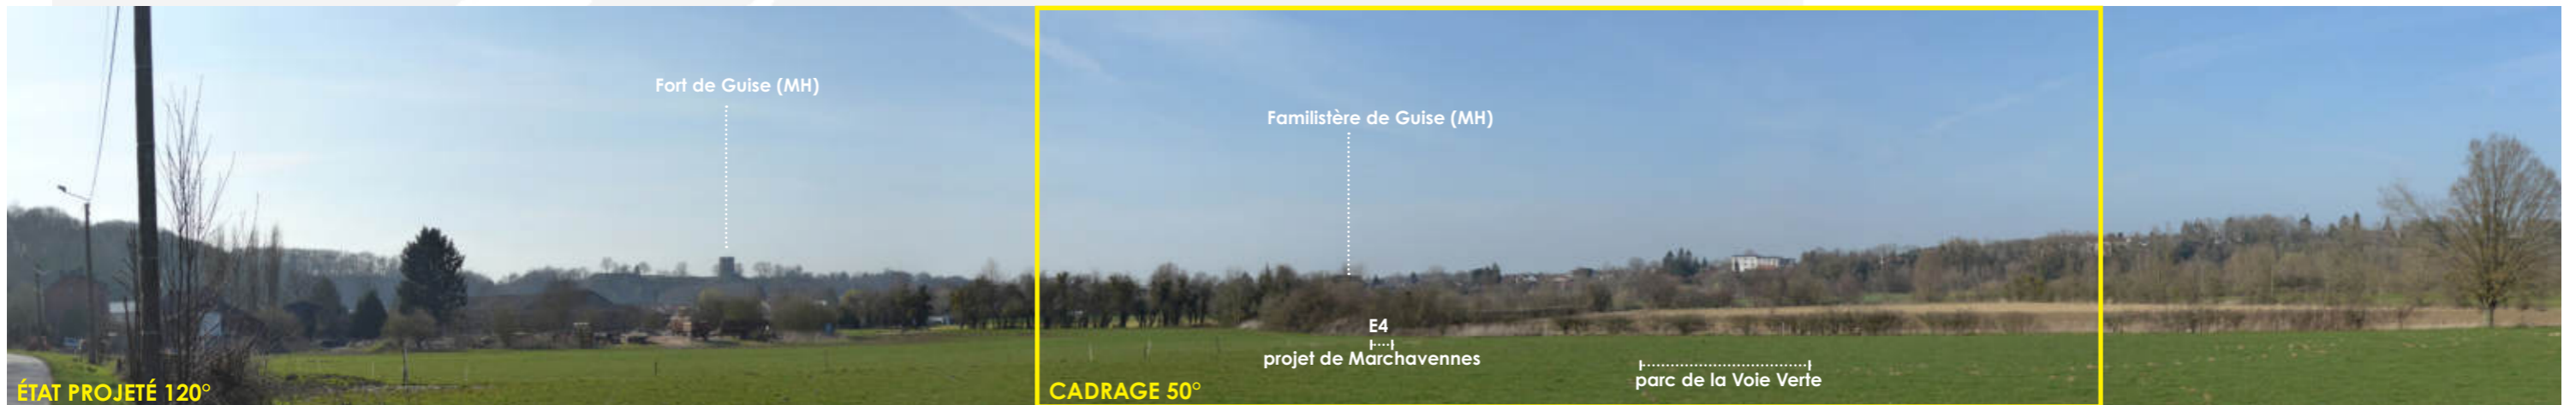 Fort de Guise (MH)
Familistère de Guise (MH)
E4
projet de Marchavennes
parc de la Voie Verte
ÉTAT PROJETÉ 120°
CADRAGE 50°